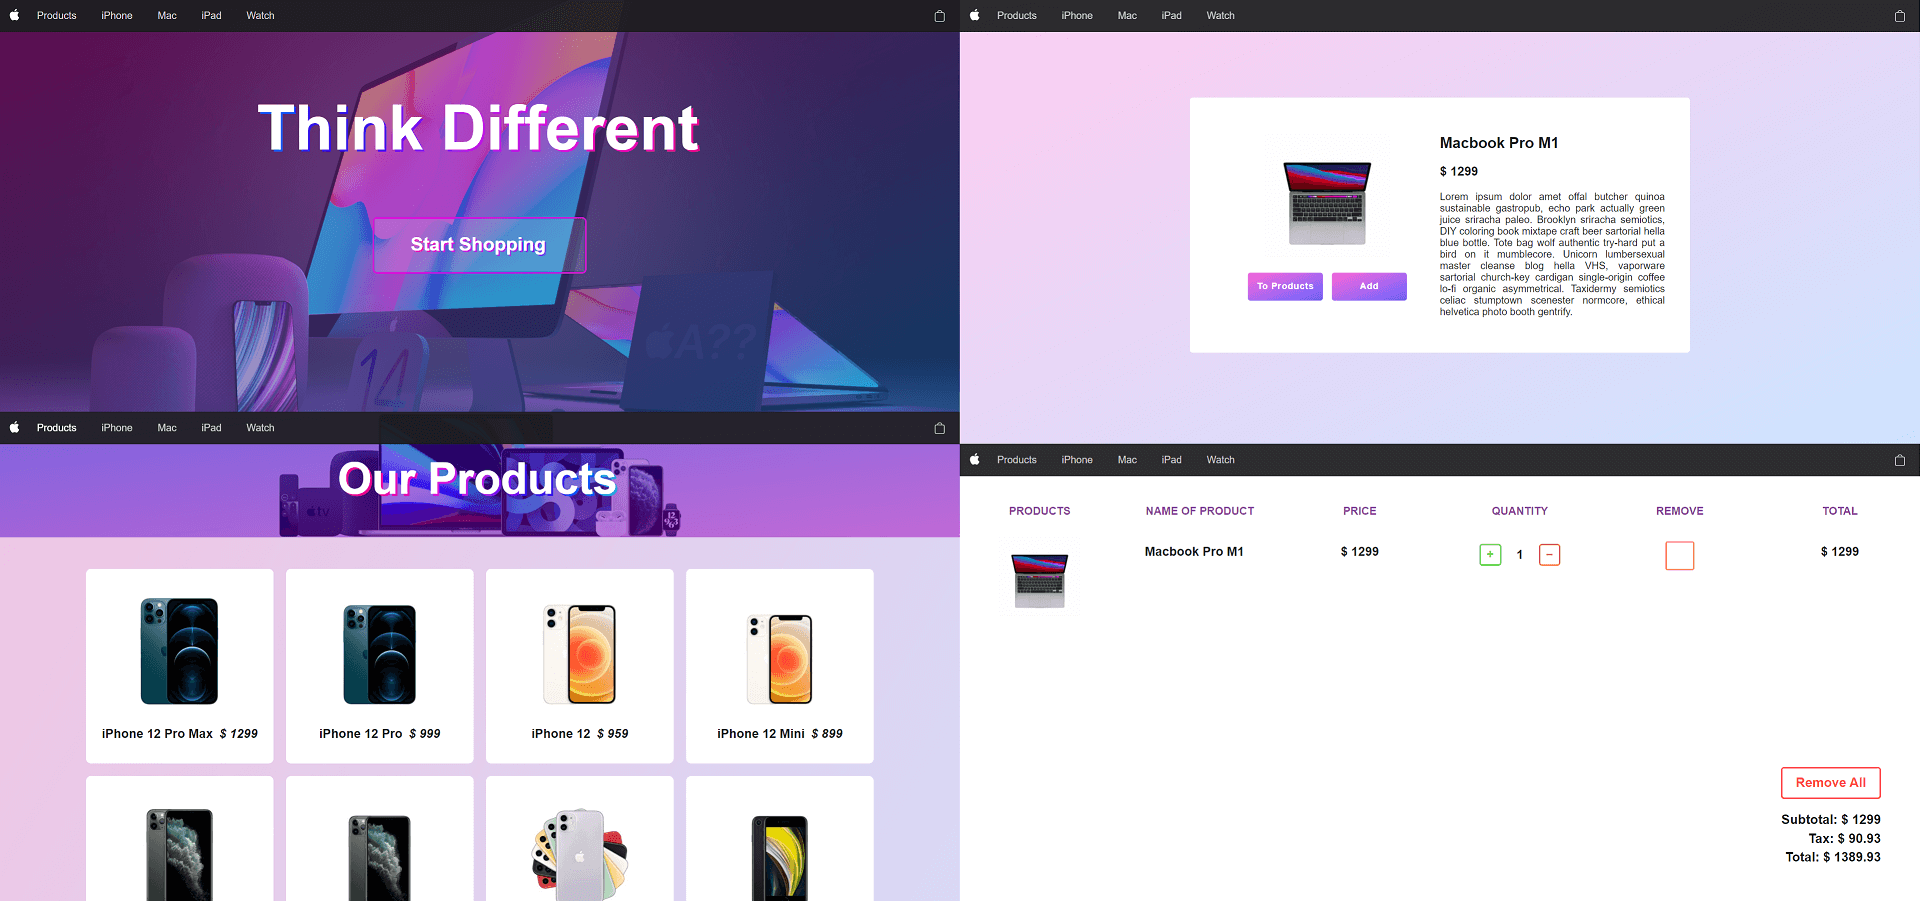 Products iPhone Mac iPad Watch
Think Different
Start Shopping
14
A??
Products iPhone Mac iPad Watch
Our Products
tv
iPhone 12 Pro Max $ 1299
iPhone 12 Pro $ 999
iPhone 12 $ 959
iPhone 12 Mini $ 899
Products iPhone Mac iPad Watch
Macbook Pro M1
$ 1299
Lorem ipsum dolor amet offal butcher quinoa
sustainable gastropub, echo park actually green
juice sriracha paleo. Brooklyn sriracha semiotics,
DIY coloring book mixtape craft beer sartorial hella
blue bottle. Tote bag wolf authentic try-hard put a
bird on it mumblecore. Unicorn lumbersexual
master cleanse blog hella VHS, vaporware
sartorial church-key cardigan single-origin coffee
lo-fi organic asymmetrical. Taxidermy semiotics
celiac stumptown scenester normcore, ethical
helvetica photo booth gentrify.
To Products
Add
Products iPhone Mac iPad Watch
PRODUCTS NAME OF PRODUCT PRICE QUANTITY REMOVE TOTAL
Macbook Pro M1 $ 1299 + 1 − $ 1299
Remove All
Subtotal: $ 1299
Tax: $ 90.93
Total: $ 1389.93